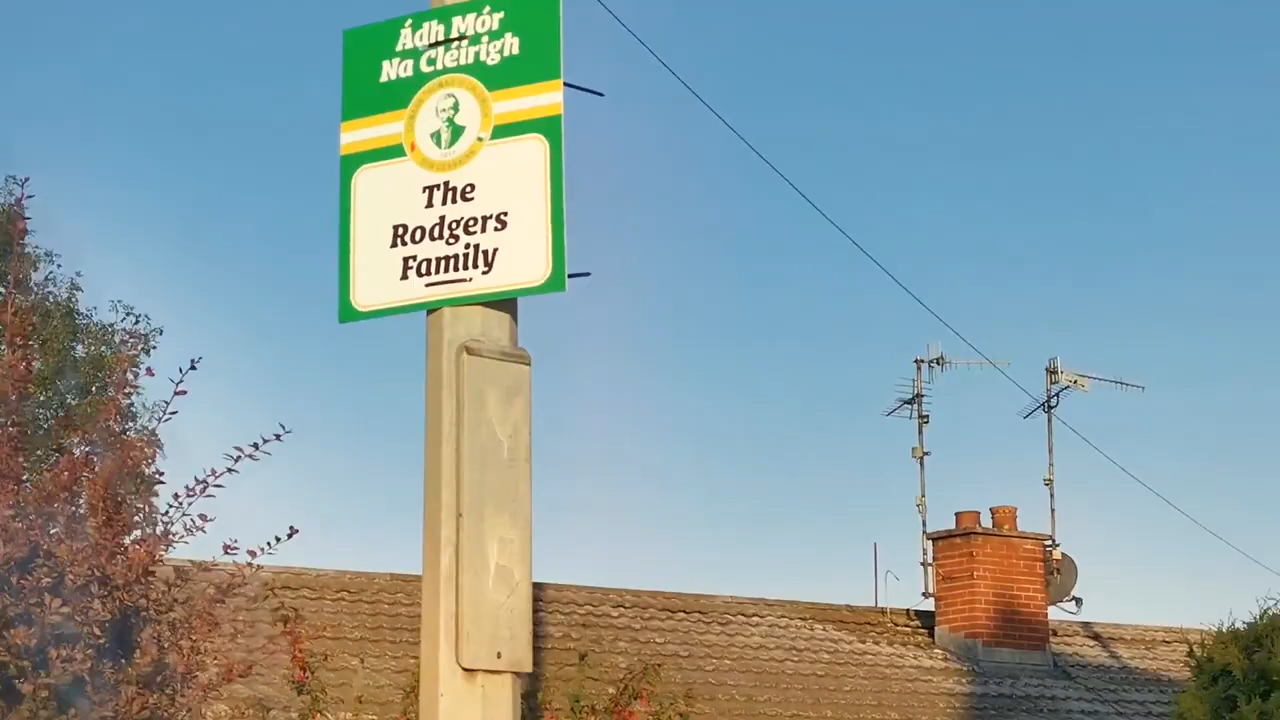 Ádh Mór
Na Cléirigh
The
Rodgers
Family